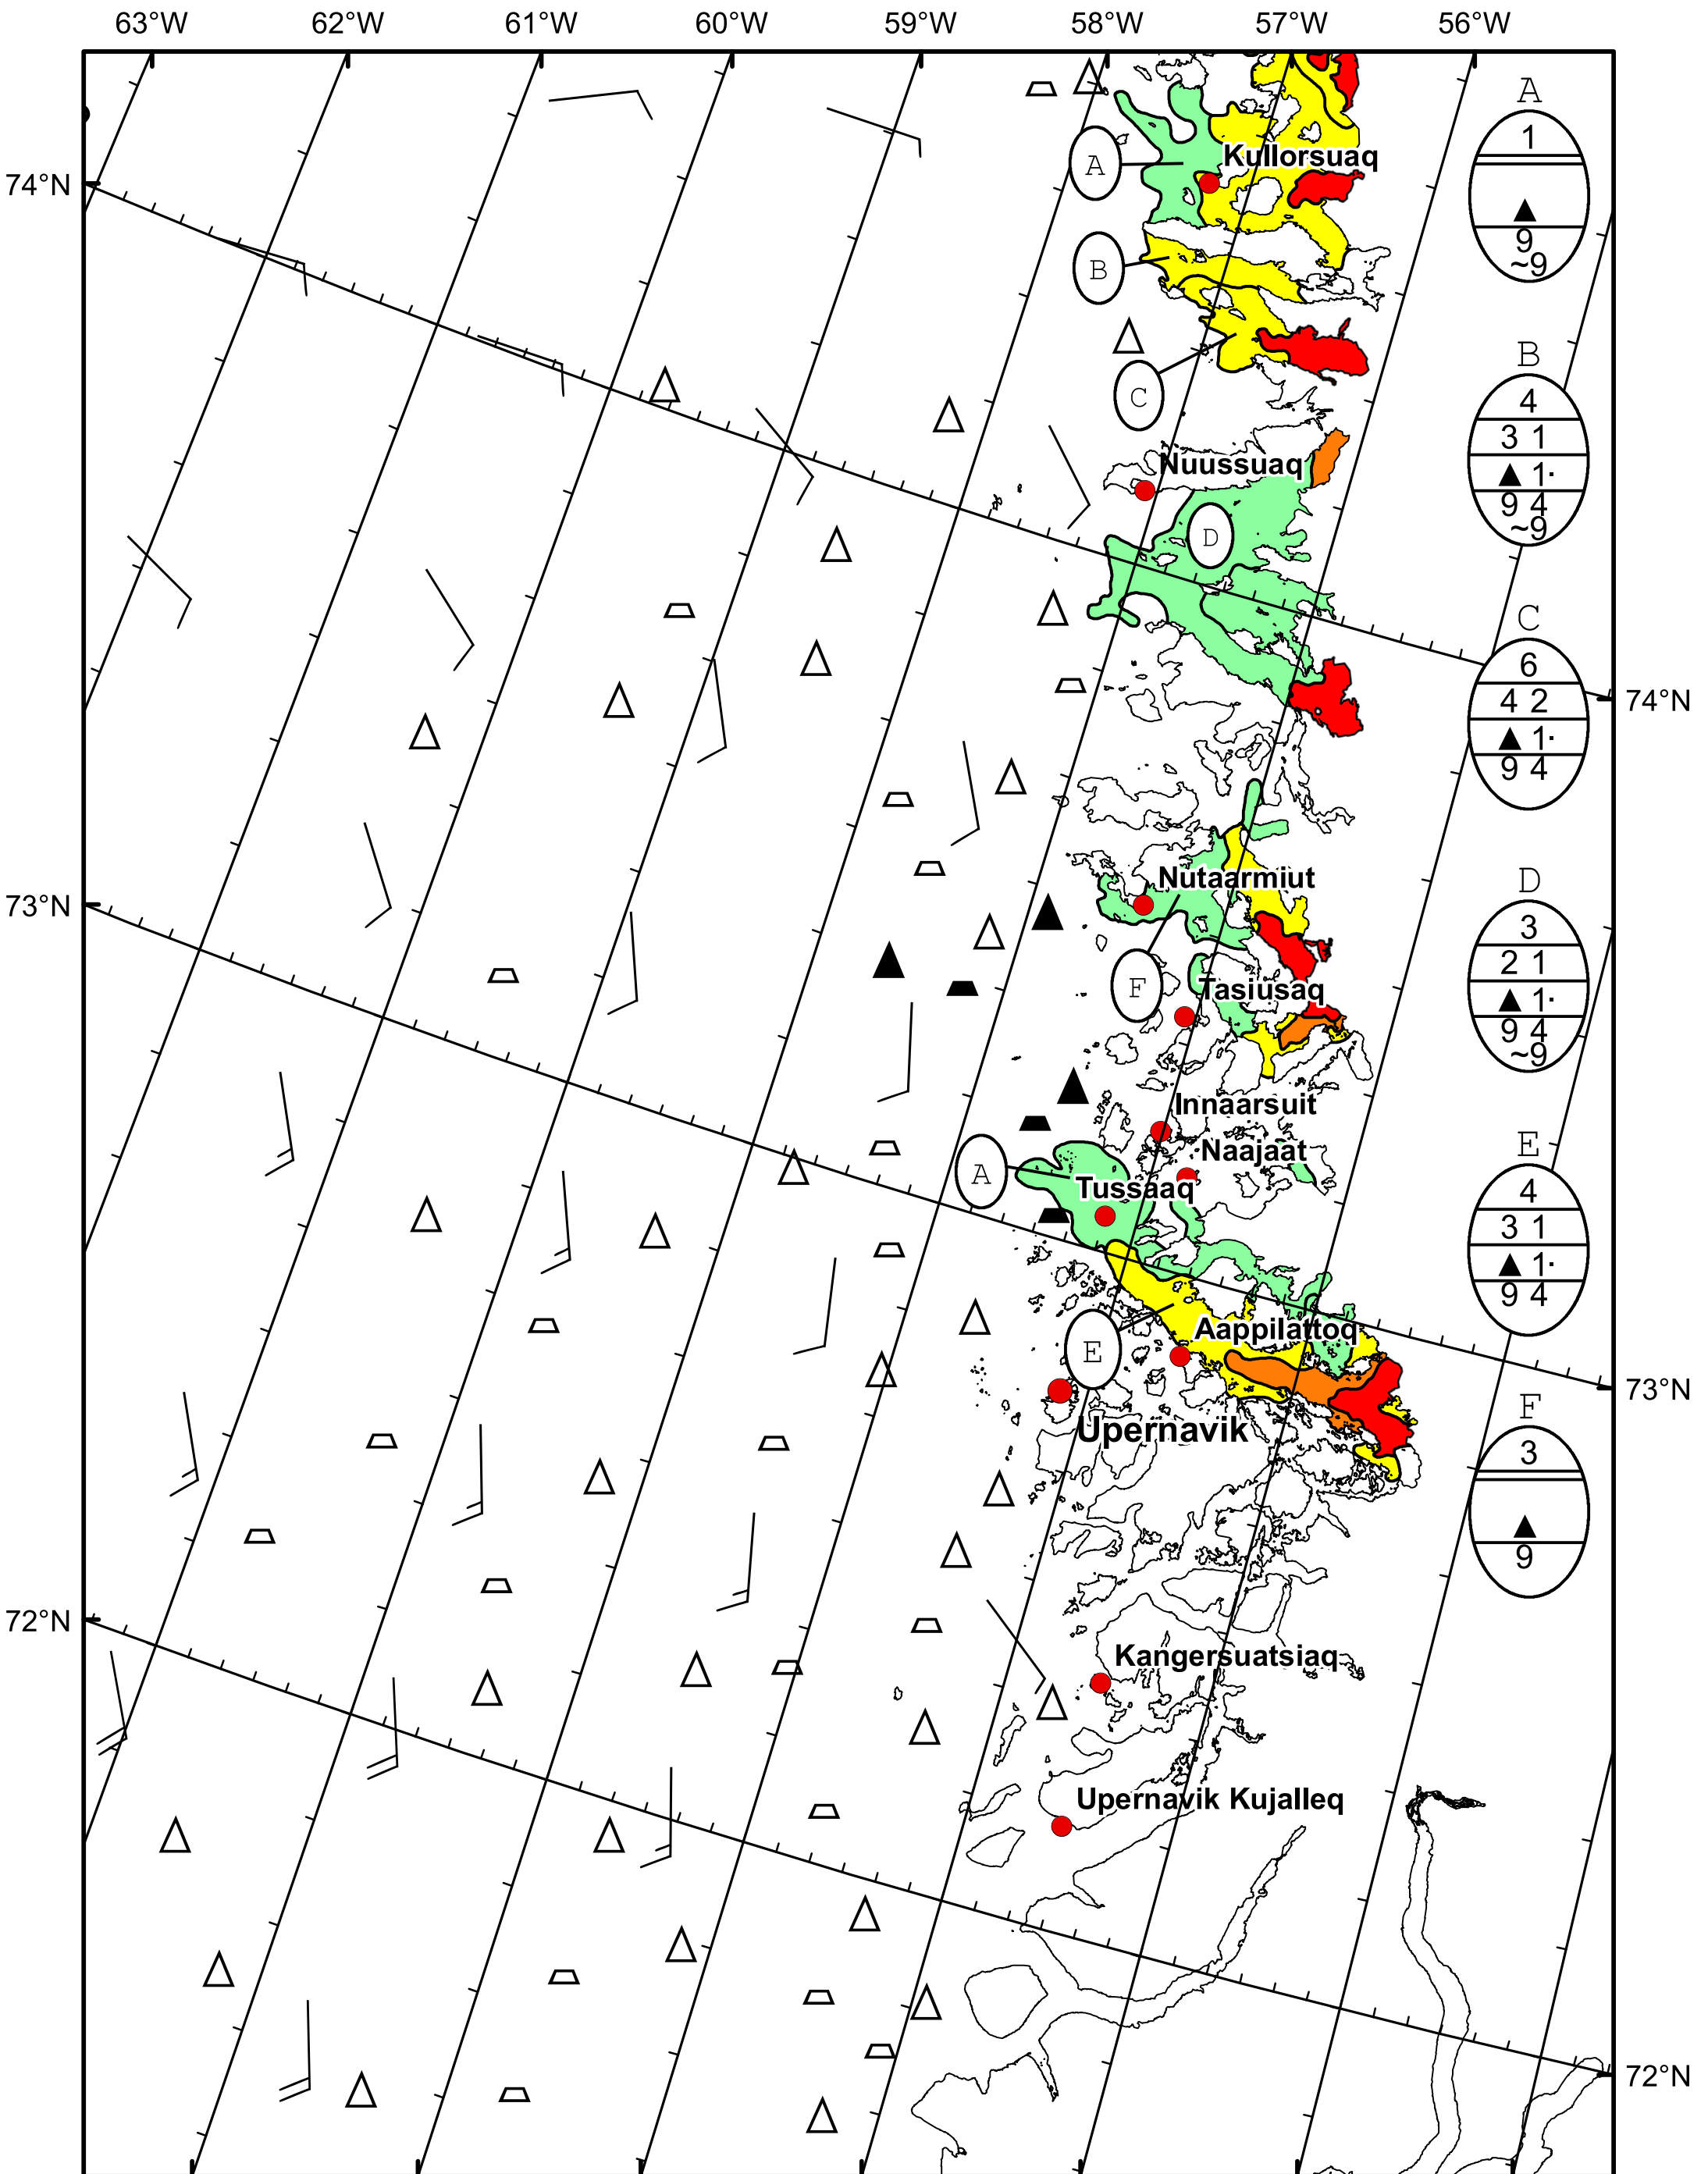 63°W 62°W 61°W 60°W 59°W 58°W 57°W 56°W
74°N
73°N
72°N
74°N
73°N
72°N
A
Kullorsuaq
B
C
Nuussuaq
D
Nutaarmiut
F
Tasiusaq
Innaarsuit
Naajaat
A
Tussaaq
Aappilattoq
E
Upernavik
Kangersuatsiaq
Upernavik Kujalleq
A
1
▲
9
~9
B
4
3 1
▲ 1·
9 4
~9
C
6
4 2
▲ 1·
9 4
D
3
2 1
▲ 1·
9 4
~9
E
4
3 1
▲ 1·
9 4
F
3
▲
9